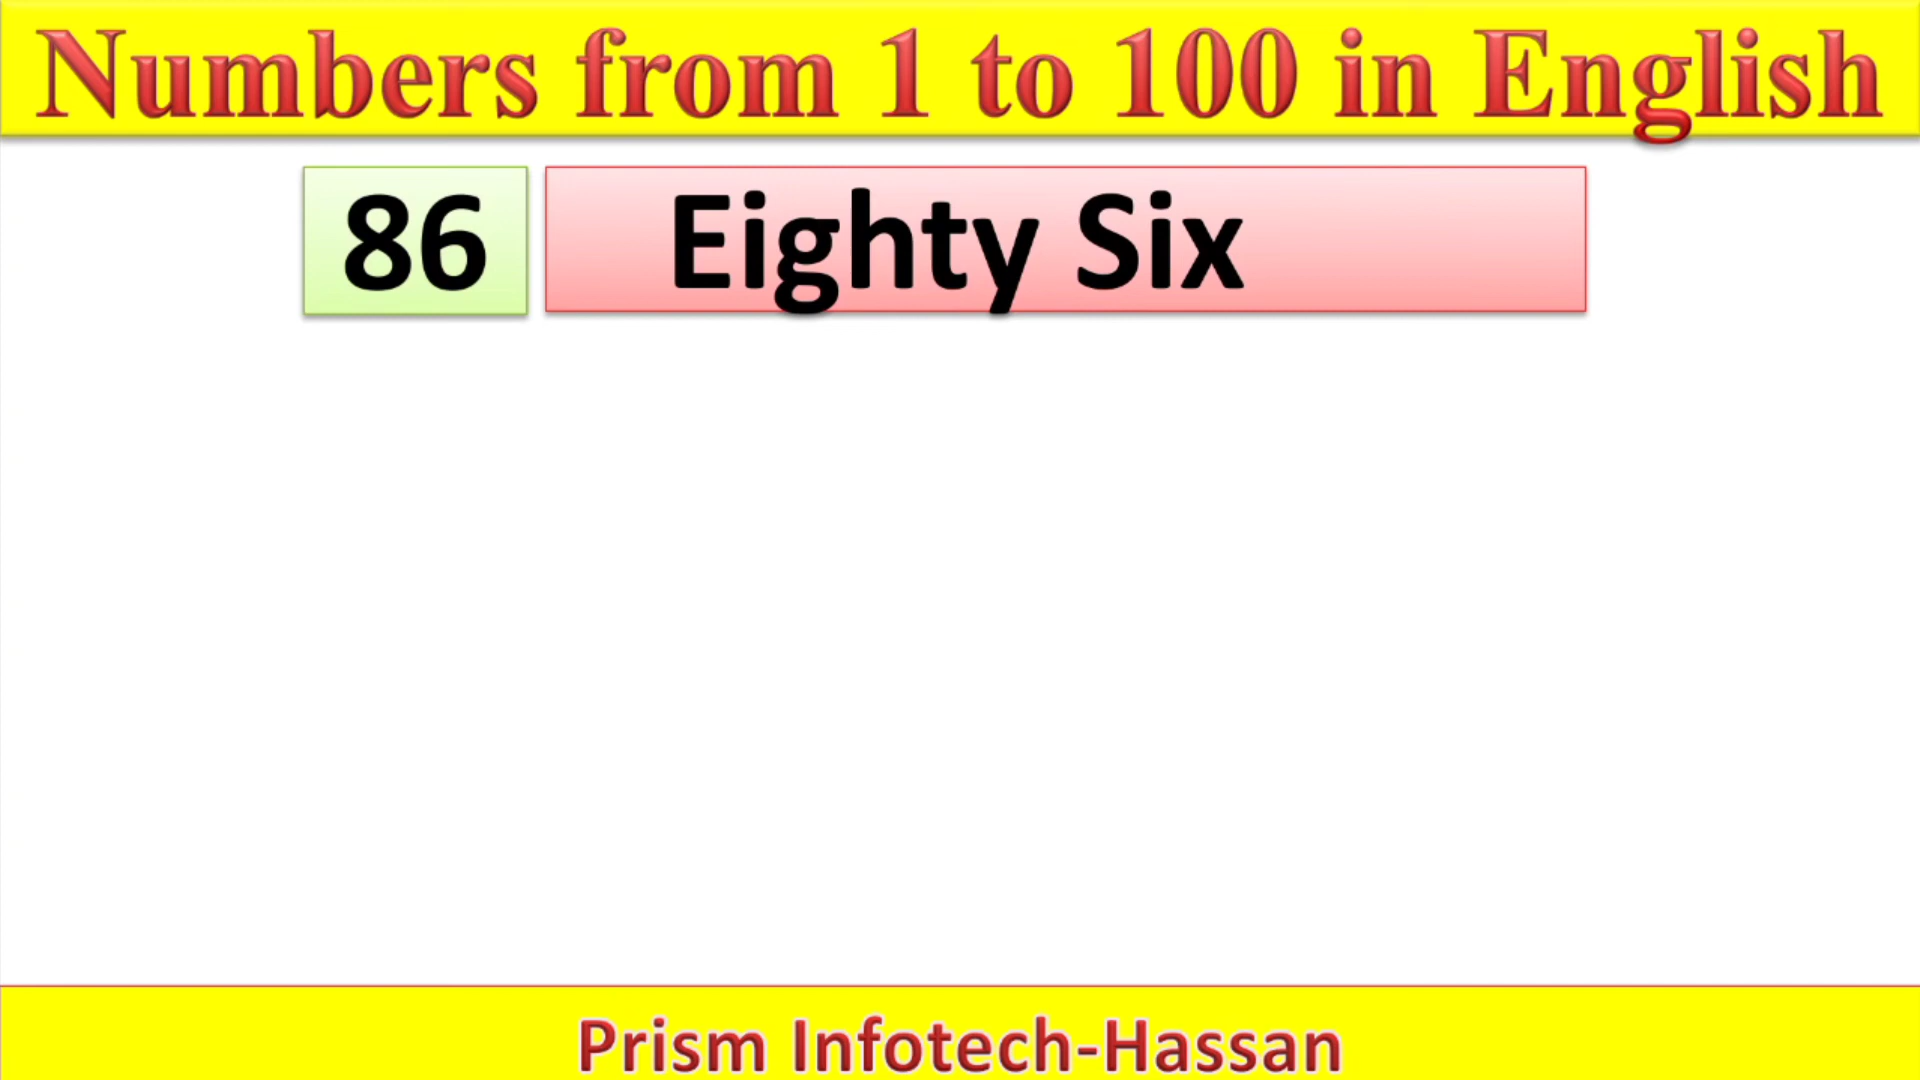 Numbers from 1 to 100 in English
86 Eighty Six
Prism Infotech-Hassan